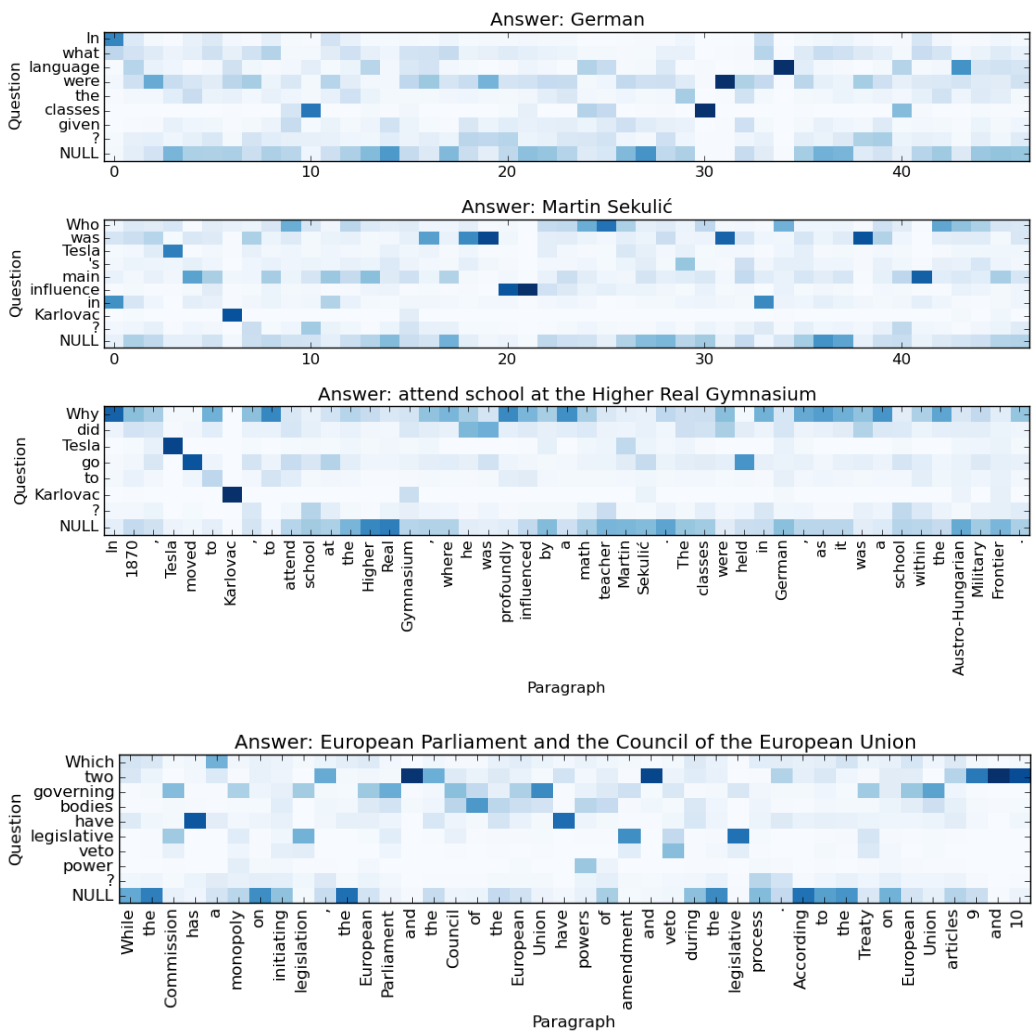 Answer: German
Question
In
what
language
were
the
classes
given
?
NULL
0 10 20 30 40
Answer: Martin Sekulić
Question
Who
was
Tesla
's
main
influence
in
Karlovac
?
NULL
0 10 20 30 40
Answer: attend school at the Higher Real Gymnasium
Question
Why
did
Tesla
go
to
Karlovac
?
NULL
In 1870 , Tesla moved to Karlovac , to attend school at the Higher Real Gymnasium , where he was profoundly influenced by a math teacher Martin Sekulić . The classes were held in German , as it was a school within the Austro-Hungarian Military Frontier .
Paragraph
Answer: European Parliament and the Council of the European Union
Question
Which
two
governing
bodies
have
legislative
veto
power
?
NULL
While the Commission has a monopoly on initiating legislation , the European Parliament and the Council of the European Union have powers of amendment and veto during the legislative process . According to the Treaty on European Union articles 9 and 10
Paragraph